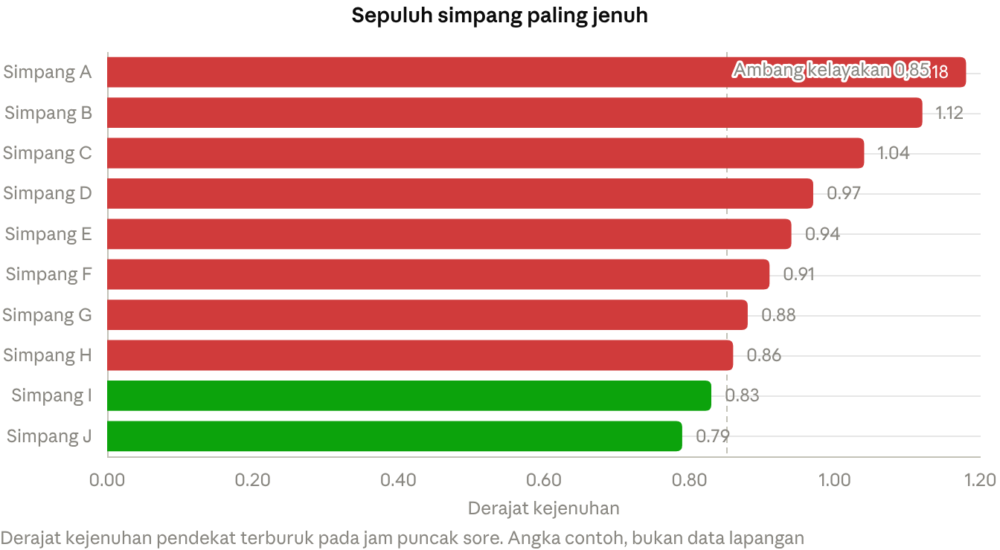 Sepuluh simpang paling jenuh
Simpang A
Ambang kelayakan 0,85
Simpang B 1.12
Simpang C 1.04
Simpang D 0.97
Simpang E 0.94
Simpang F 0.91
Simpang G 0.88
Simpang H 0.86
Simpang I 0.83
Simpang J 0.79
0.00 0.20 0.40 0.60 0.80 1.00 1.20
Derajat kejenuhan
Derajat kejenuhan pendekat terburuk pada jam puncak sore. Angka contoh, bukan data lapangan